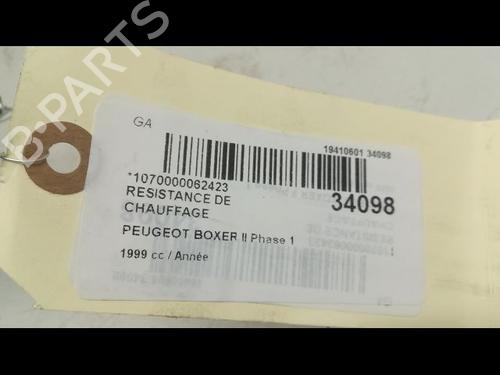 B-PARTS
GA
19410601 34098
*1070000062423
RESISTANCE DE
CHAUFFAGE
34098
PEUGEOT BOXER II Phase 1
1999 cc / Année